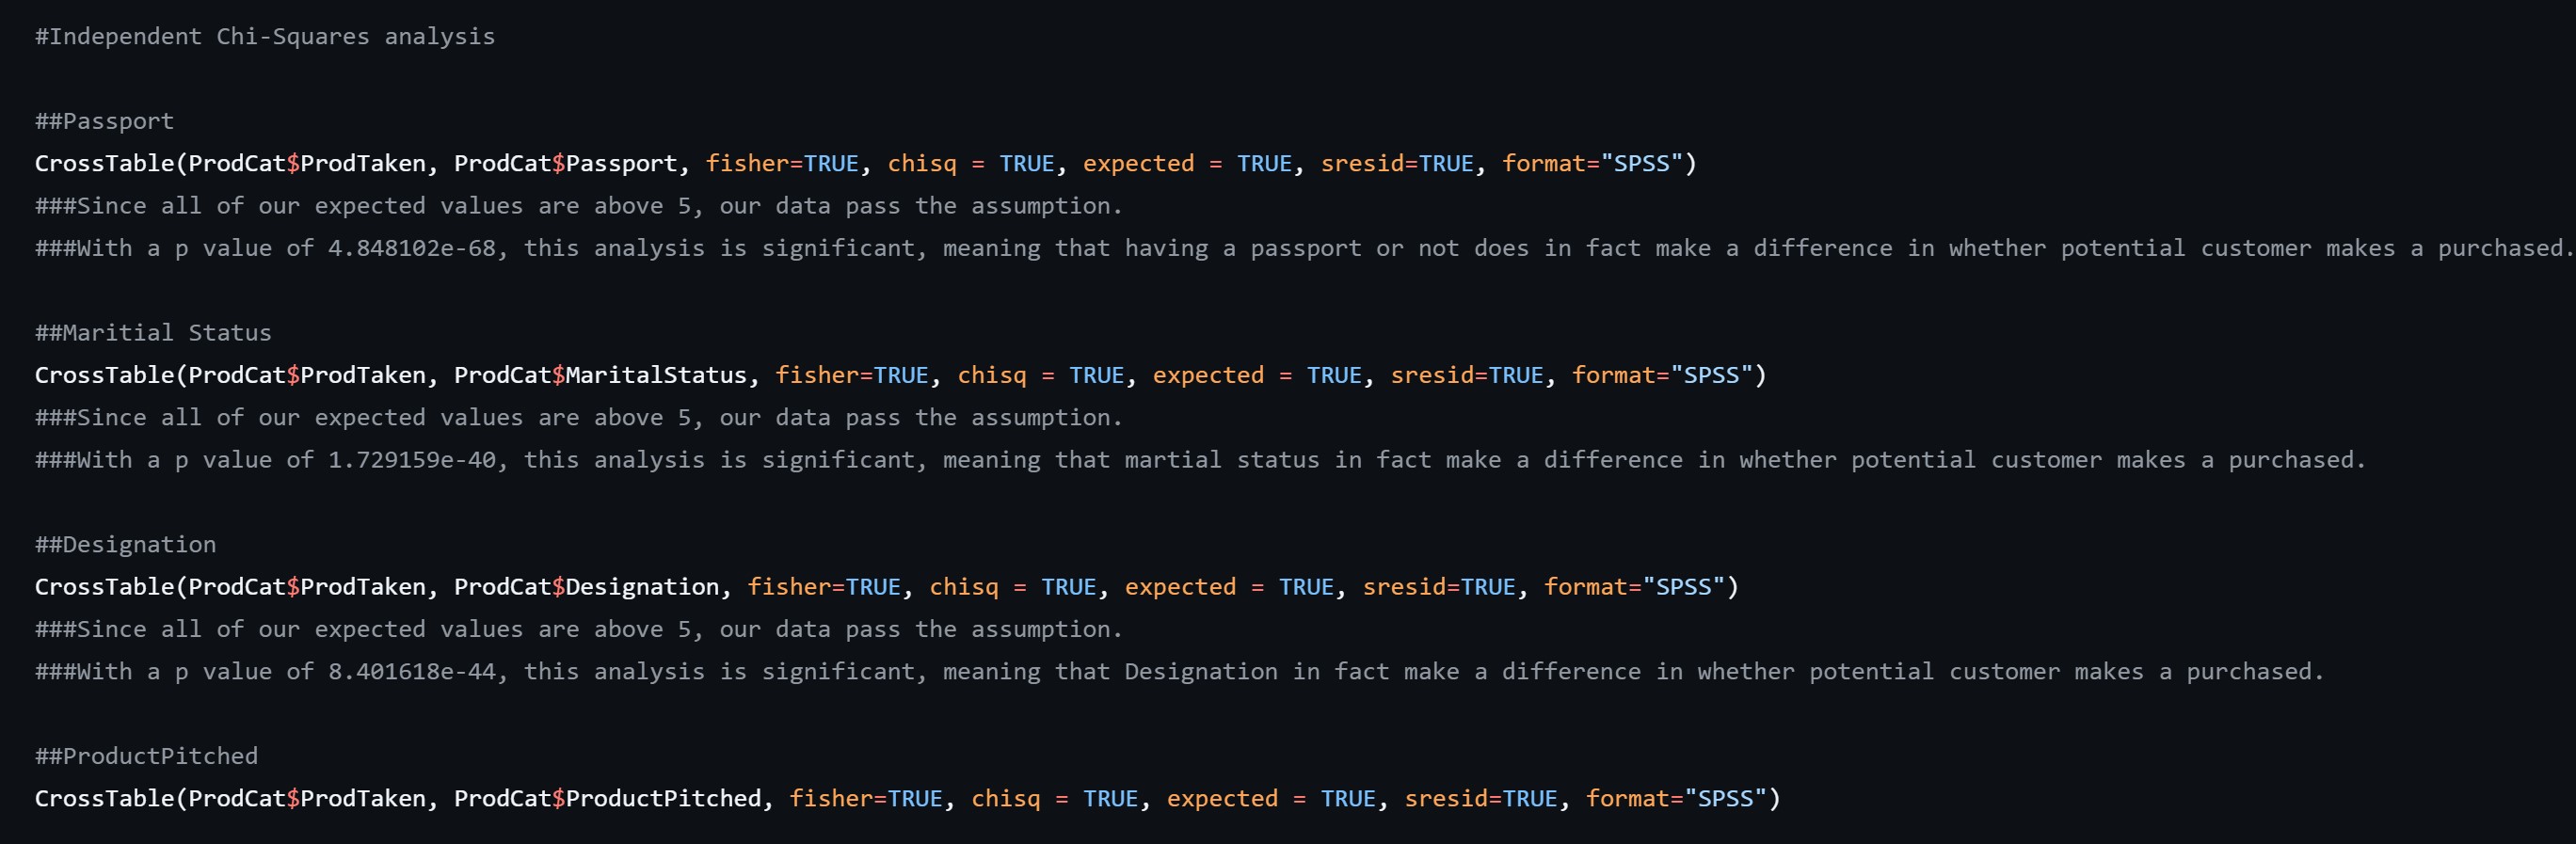 #Independent Chi-Squares analysis
##Passport
CrossTable(ProdCat$ProdTaken, ProdCat$Passport, fisher=TRUE, chisq = TRUE, expected = TRUE, sresid=TRUE, format="SPSS")
###Since all of our expected values are above 5, our data pass the assumption.
###With a p value of 4.848102e-68, this analysis is significant, meaning that having a passport or not does in fact make a difference in whether potential customer makes a purchased.
##Maritial Status
CrossTable(ProdCat$ProdTaken, ProdCat$MaritalStatus, fisher=TRUE, chisq = TRUE, expected = TRUE, sresid=TRUE, format="SPSS")
###Since all of our expected values are above 5, our data pass the assumption.
###With a p value of 1.729159e-40, this analysis is significant, meaning that martial status in fact make a difference in whether potential customer makes a purchased.
##Designation
CrossTable(ProdCat$ProdTaken, ProdCat$Designation, fisher=TRUE, chisq = TRUE, expected = TRUE, sresid=TRUE, format="SPSS")
###Since all of our expected values are above 5, our data pass the assumption.
###With a p value of 8.401618e-44, this analysis is significant, meaning that Designation in fact make a difference in whether potential customer makes a purchased.
##ProductPitched
CrossTable(ProdCat$ProdTaken, ProdCat$ProductPitched, fisher=TRUE, chisq = TRUE, expected = TRUE, sresid=TRUE, format="SPSS")